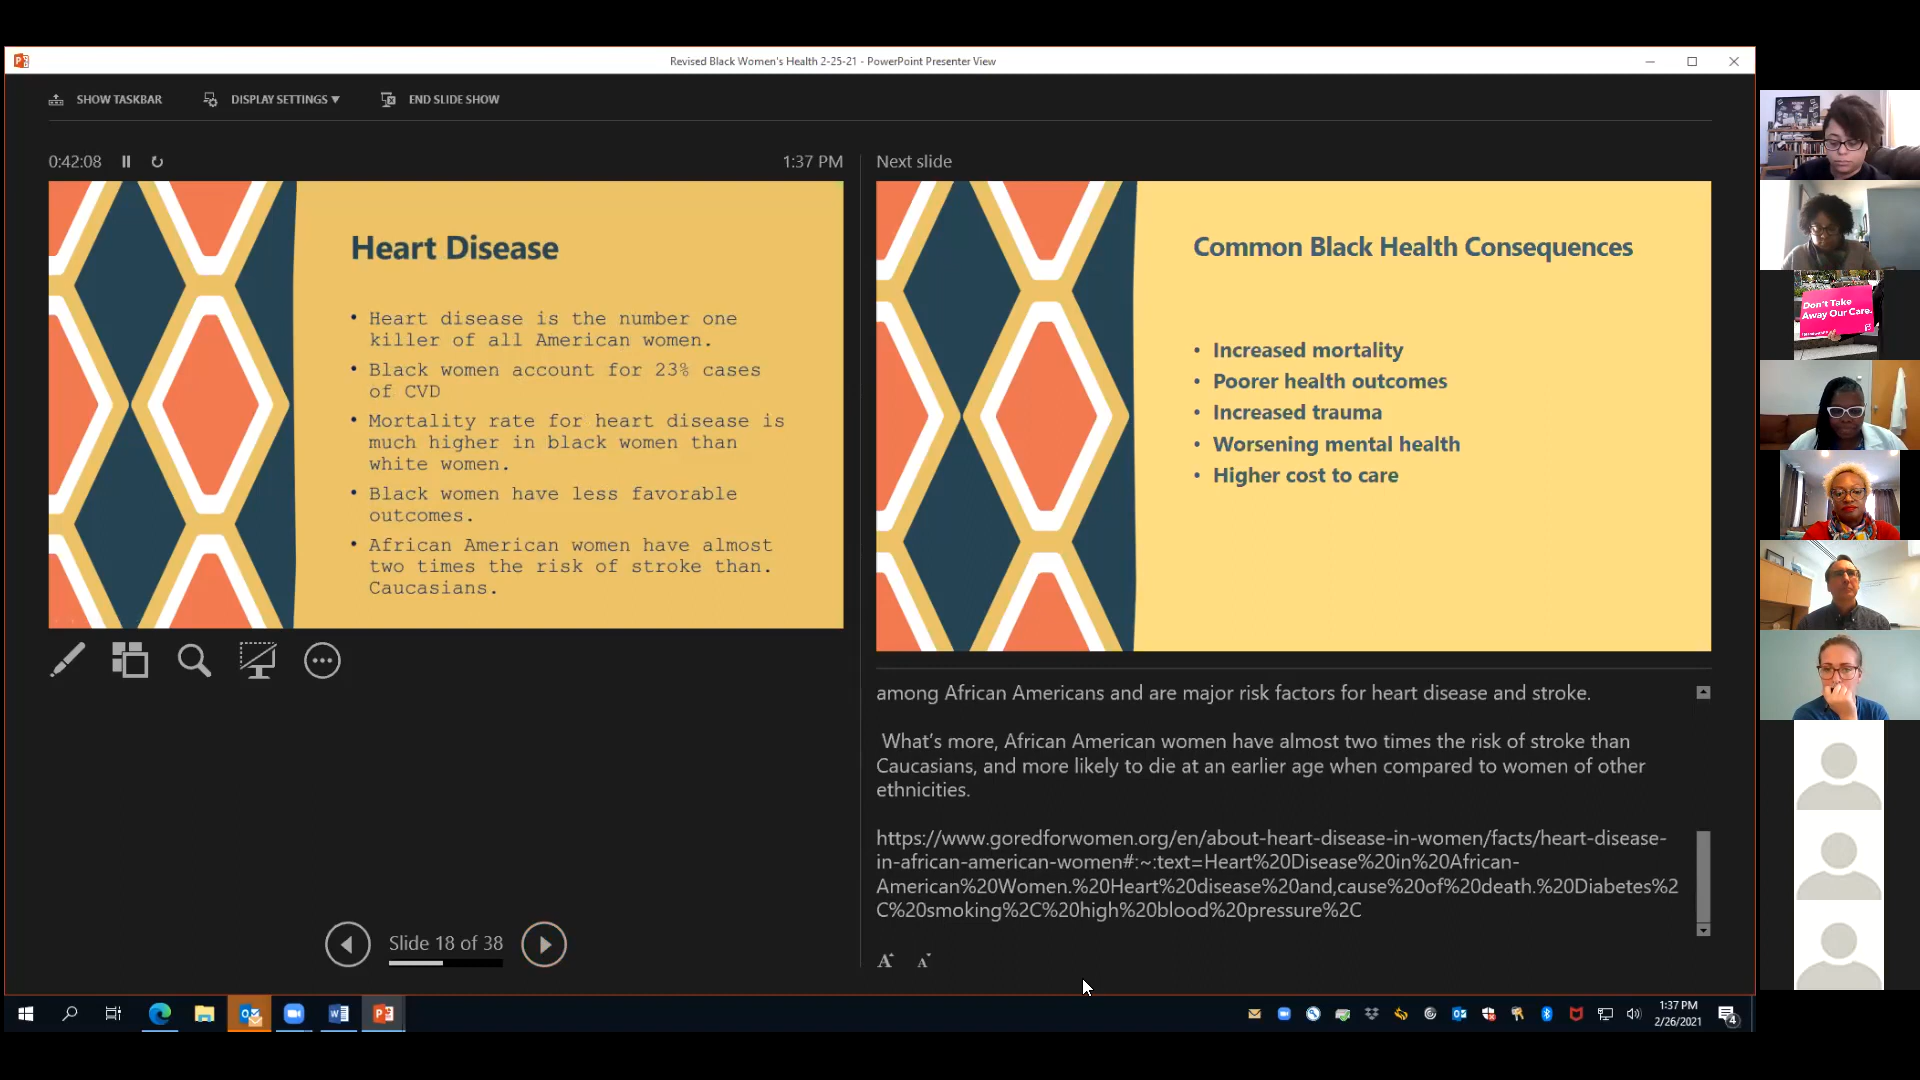 Revised Black Women's Health 2-25-21 - PowerPoint Presenter View
SHOW TASKBAR
DISPLAY SETTINGS ▼
END SLIDE SHOW
0:42:08
1:37 PM
Heart Disease
• Heart disease is the number one
killer of all American women.
• Black women account for 23% cases
of CVD
• Mortality rate for heart disease is
much higher in black women than
white women.
• Black women have less favorable
outcomes.
• African American women have almost
two times the risk of stroke than.
Caucasians.
Slide 18 of 38
Next slide
Common Black Health Consequences
• Increased mortality
• Poorer health outcomes
• Increased trauma
• Worsening mental health
• Higher cost to care
among African Americans and are major risk factors for heart disease and stroke.
What's more, African American women have almost two times the risk of stroke than
Caucasians, and more likely to die at an earlier age when compared to women of other
ethnicities.
https://www.goredforwomen.org/en/about-heart-disease-in-women/facts/heart-disease-
in-african-american-women#:~:text=Heart%20Disease%20in%20African-
American%20Women.%20Heart%20disease%20and,cause%20of%20death.%20Diabetes%2
C%20smoking%2C%20high%20blood%20pressure%2C
A A
Don't Take
Away Our Care.
1:37 PM
2/26/2021
4